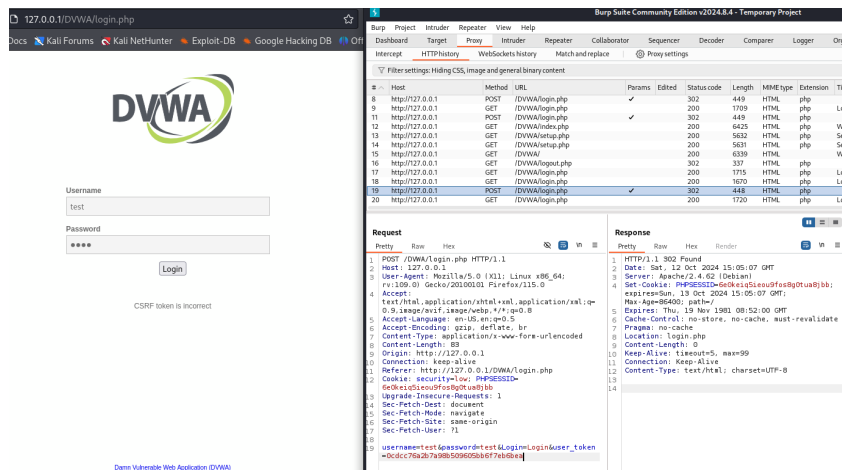 127.0.0.1/DVWA/login.php
Docs Kali Forums Kali NetHunter Exploit-DB Google Hacking DB Off
DVWA
Username
test
Password
Login
CSRF token is incorrect
Damn Vulnerable Web Application (DVWA)
Burp Suite Community Edition v2024.8.4 - Temporary Project
Burp Project Intruder Repeater View Help
Dashboard Target Proxy Intruder Repeater Collaborator Sequencer Decoder Comparer Logger Org
Intercept HTTP history WebSockets history Match and replace Proxy settings
Filter settings: Hiding CSS, image and general binary content
# Host Method URL Params Edited Status code Length MIME type Extension Ti
8 http://127.0.0.1 POST /DVWA/login.php ✓ 302 449 HTML php
9 http://127.0.0.1 GET /DVWA/login.php 200 1709 HTML php Lo
11 http://127.0.0.1 POST /DVWA/login.php ✓ 302 449 HTML php
12 http://127.0.0.1 GET /DVWA/index.php 200 6425 HTML php W
13 http://127.0.0.1 GET /DVWA/setup.php 200 5632 HTML php Se
14 http://127.0.0.1 GET /DVWA/setup.php 200 5631 HTML php Se
15 http://127.0.0.1 GET /DVWA/ 200 6339 HTML W
16 http://127.0.0.1 GET /DVWA/logout.php 302 337 HTML php
17 http://127.0.0.1 GET /DVWA/login.php 200 1715 HTML php Lo
18 http://127.0.0.1 GET /DVWA/login.php 200 1670 HTML php Lo
19 http://127.0.0.1 POST /DVWA/login.php ✓ 302 448 HTML php
20 http://127.0.0.1 GET /DVWA/login.php 200 1720 HTML php Lo
Request
Pretty Raw Hex \n
1 POST /DVWA/login.php HTTP/1.1
2 Host: 127.0.0.1
3 User-Agent: Mozilla/5.0 (X11; Linux x86_64;
rv:109.0) Gecko/20100101 Firefox/115.0
4 Accept:
text/html,application/xhtml+xml,application/xml;q=
0.9,image/avif,image/webp,*/*;q=0.8
5 Accept-Language: en-US,en;q=0.5
6 Accept-Encoding: gzip, deflate, br
7 Content-Type: application/x-www-form-urlencoded
8 Content-Length: 83
9 Origin: http://127.0.0.1
10 Connection: keep-alive
11 Referer: http://127.0.0.1/DVWA/login.php
12 Cookie: security=low; PHPSESSID=
6e0keiq5ieou9fos8g0tua8jbb
13 Upgrade-Insecure-Requests: 1
14 Sec-Fetch-Dest: document
15 Sec-Fetch-Mode: navigate
16 Sec-Fetch-Site: same-origin
17 Sec-Fetch-User: ?1
18
19 username=test&password=test&Login=Login&user_token
=0cdcc76a2b7a98b509605bb6f7eb6bea
Response
Pretty Raw Hex Render \n
1 HTTP/1.1 302 Found
2 Date: Sat, 12 Oct 2024 15:05:07 GMT
3 Server: Apache/2.4.62 (Debian)
4 Set-Cookie: PHPSESSID=6e0keiq5ieou9fos8g0tua8jbb;
expires=Sun, 13 Oct 2024 15:05:07 GMT;
Max-Age=86400; path=/
5 Expires: Thu, 19 Nov 1981 08:52:00 GMT
6 Cache-Control: no-store, no-cache, must-revalidate
7 Pragma: no-cache
8 Location: login.php
9 Content-Length: 0
10 Keep-Alive: timeout=5, max=99
11 Connection: Keep-Alive
12 Content-Type: text/html; charset=UTF-8
13
14